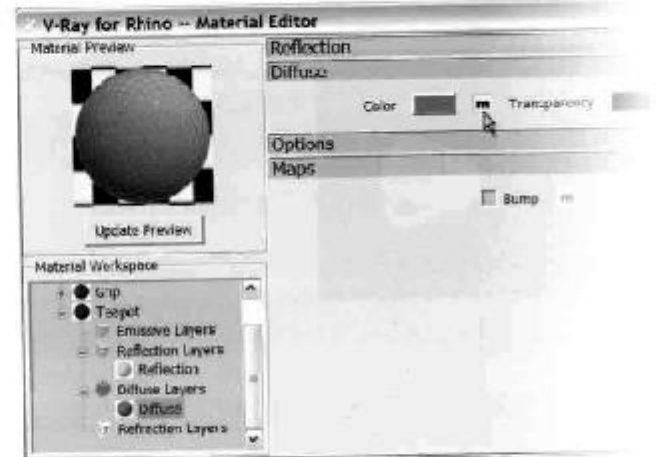 V-Ray for Rhino -- Material Editor
Material Preview
Update Preview
Reflection
Diffuse
Color m Transparency
Options
Maps
Bump m
Material Workspace
Grip
Teapot
Emissive Layers
Reflection Layers
Reflection
Diffuse Layers
Diffuse
Refraction Layers